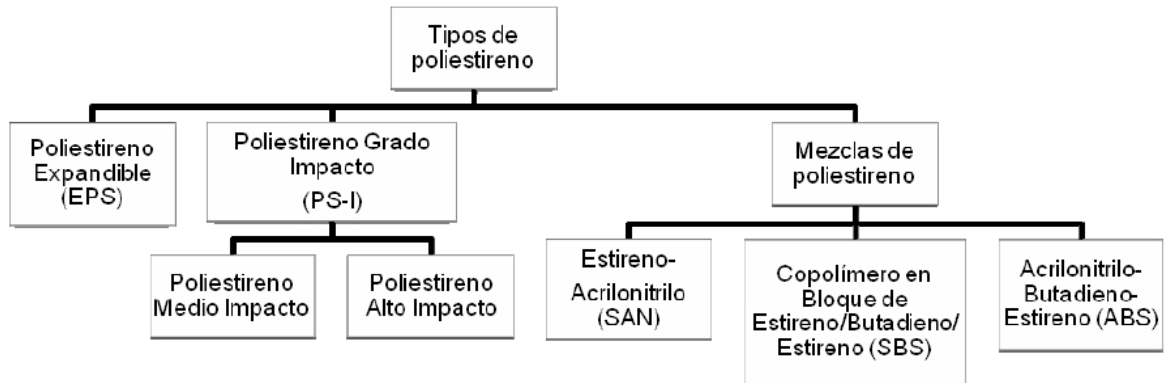 Tipos de
poliestireno
Poliestireno
Expandible
(EPS)
Poliestireno Grado
Impacto
(PS-I)
Mezclas de
poliestireno
Poliestireno
Medio Impacto
Poliestireno
Alto Impacto
Estireno-
Acrilonitrilo
(SAN)
Copolímero en
Bloque de
Estireno/Butadieno/
Estireno (SBS)
Acrilonitrilo-
Butadieno-
Estireno (ABS)